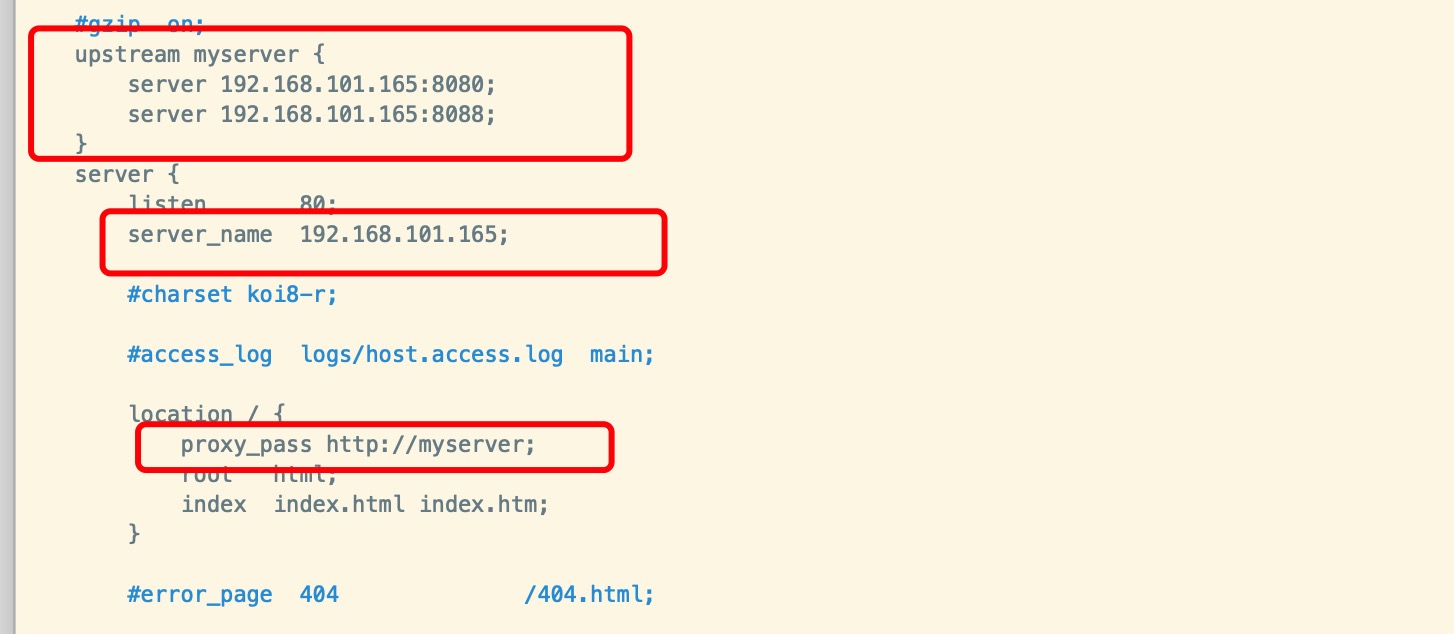 #gzip  on;
upstream myserver {
server 192.168.101.165:8080;
server 192.168.101.165:8088;
}
server {
listen       80;
server_name  192.168.101.165;
#charset koi8-r;
#access_log  logs/host.access.log  main;
location / {
proxy_pass http://myserver;
root   html;
index  index.html index.htm;
}
#error_page  404              /404.html;